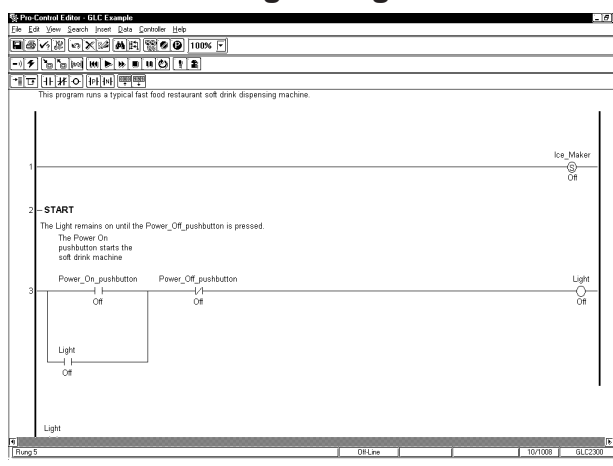 Pro-Control Editor - GLC Example
File Edit View Search Insert Data Controller Help
100%
This program runs a typical fast food restaurant soft drink dispensing machine.
Ice_Maker
1
S
Off
2
START
The Light remains on until the Power_Off_pushbutton is pressed.
The Power On
pushbutton starts the
soft drink machine
Power_On_pushbutton Power_Off_pushbutton Light
3
Off Off Off
Light
Off
Light
Rung 5 Off-Line 10/1008 GLC2300